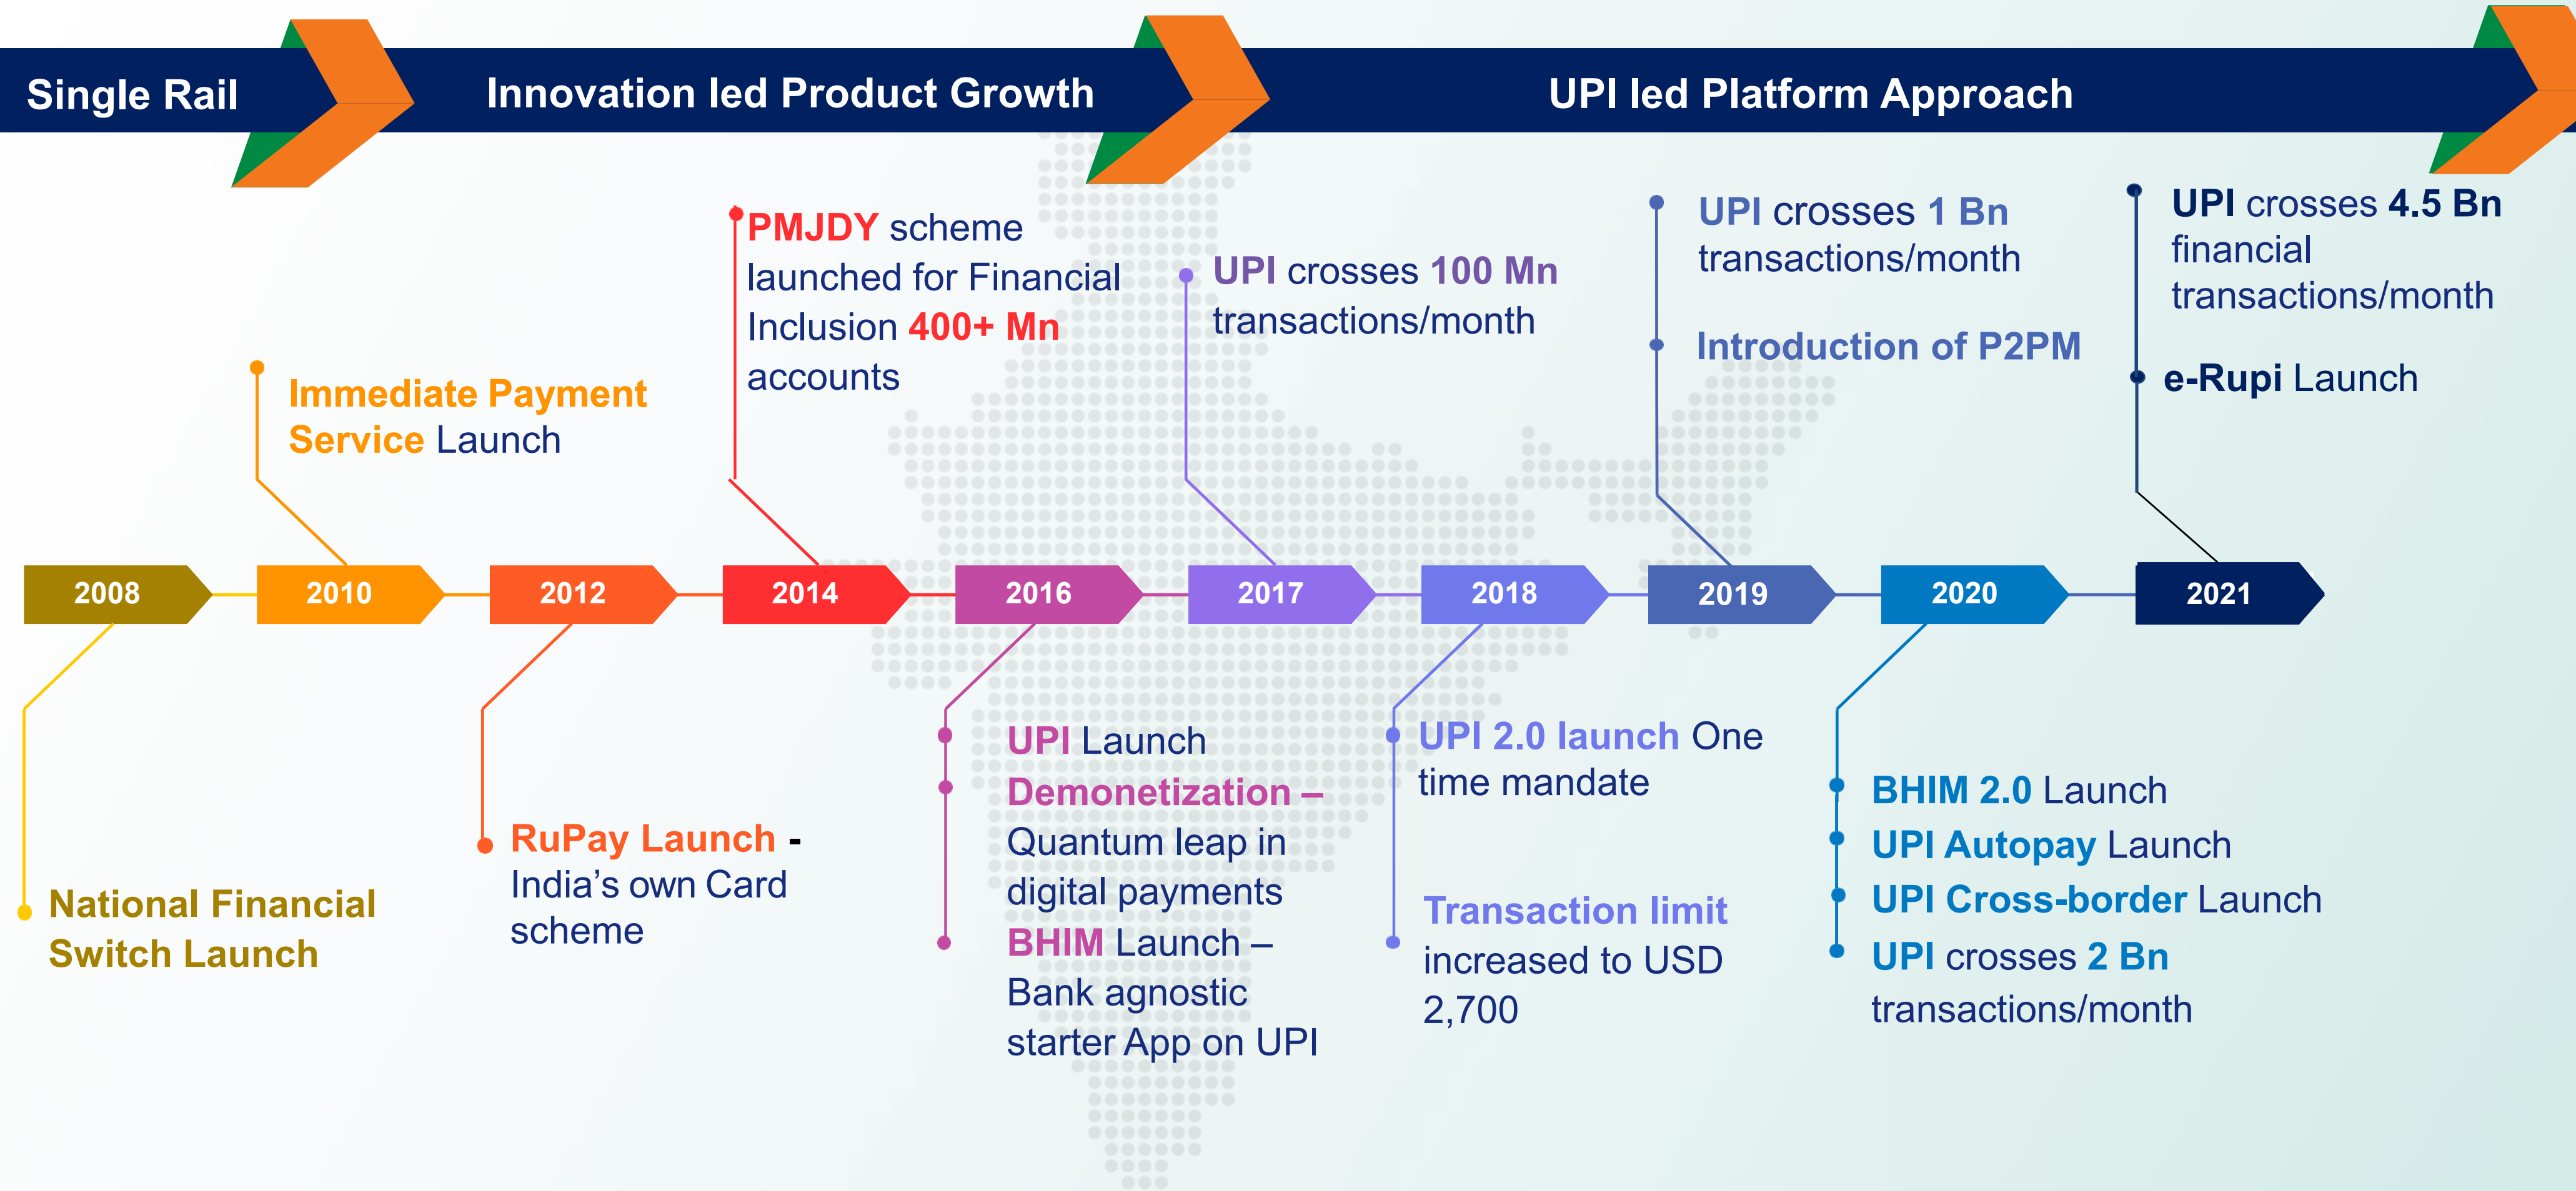 Single Rail
Innovation led Product Growth
UPI led Platform Approach
PMJDY scheme
launched for Financial
Inclusion 400+ Mn
accounts
Immediate Payment
Service Launch
UPI crosses 100 Mn
transactions/month
UPI crosses 1 Bn
transactions/month
Introduction of P2PM
UPI crosses 4.5 Bn
financial
transactions/month
e-Rupi Launch
2008
2010
2012
2014
2016
2017
2018
2019
2020
2021
National Financial
Switch Launch
RuPay Launch -
India’s own Card
scheme
UPI Launch
Demonetization –
Quantum leap in
digital payments
BHIM Launch –
Bank agnostic
starter App on UPI
UPI 2.0 launch One
time mandate
Transaction limit
increased to USD
2,700
BHIM 2.0 Launch
UPI Autopay Launch
UPI Cross-border Launch
UPI crosses 2 Bn
transactions/month